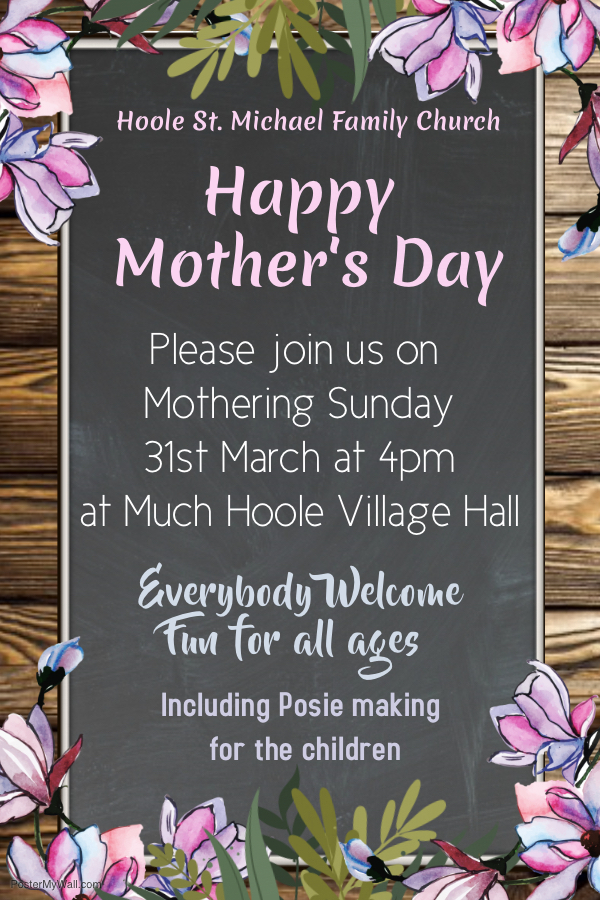 Hoole St. Michael Family Church
Happy
Mother's Day
Please join us on
Mothering Sunday
31st March at 4pm
at Much Hoole Village Hall
Everybody Welcome
Fun for all ages
Including Posie making
for the children
PosterMyWall.com